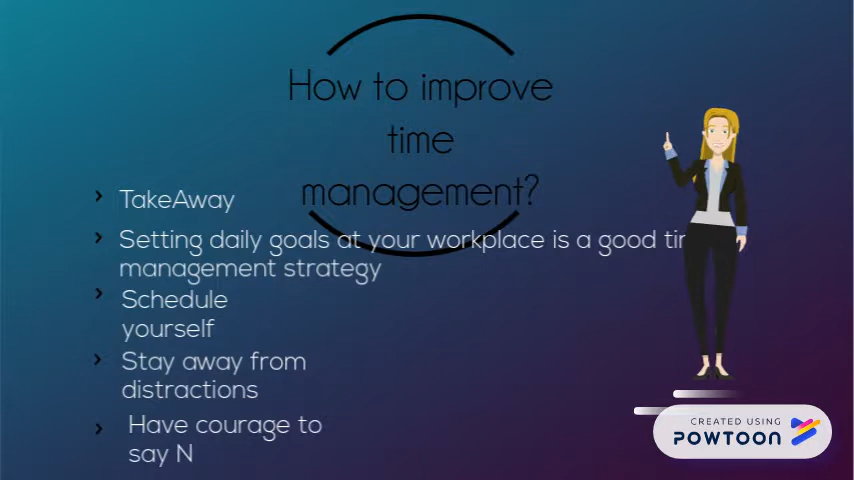 How to improve
time
management?
TakeAway
Setting daily goals at your workplace is a good tir
management strategy
Schedule
yourself
Stay away from
distractions
Have courage to
say N
CREATED USING
POWTOON